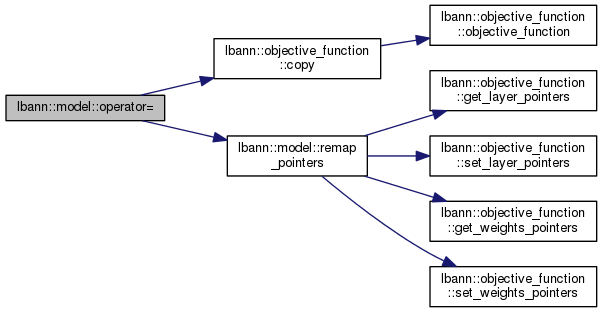 lbann::model::operator=
lbann::objective_function
::copy
lbann::model::remap
_pointers
lbann::objective_function
::objective_function
lbann::objective_function
::get_layer_pointers
lbann::objective_function
::set_layer_pointers
lbann::objective_function
::get_weights_pointers
lbann::objective_function
::set_weights_pointers